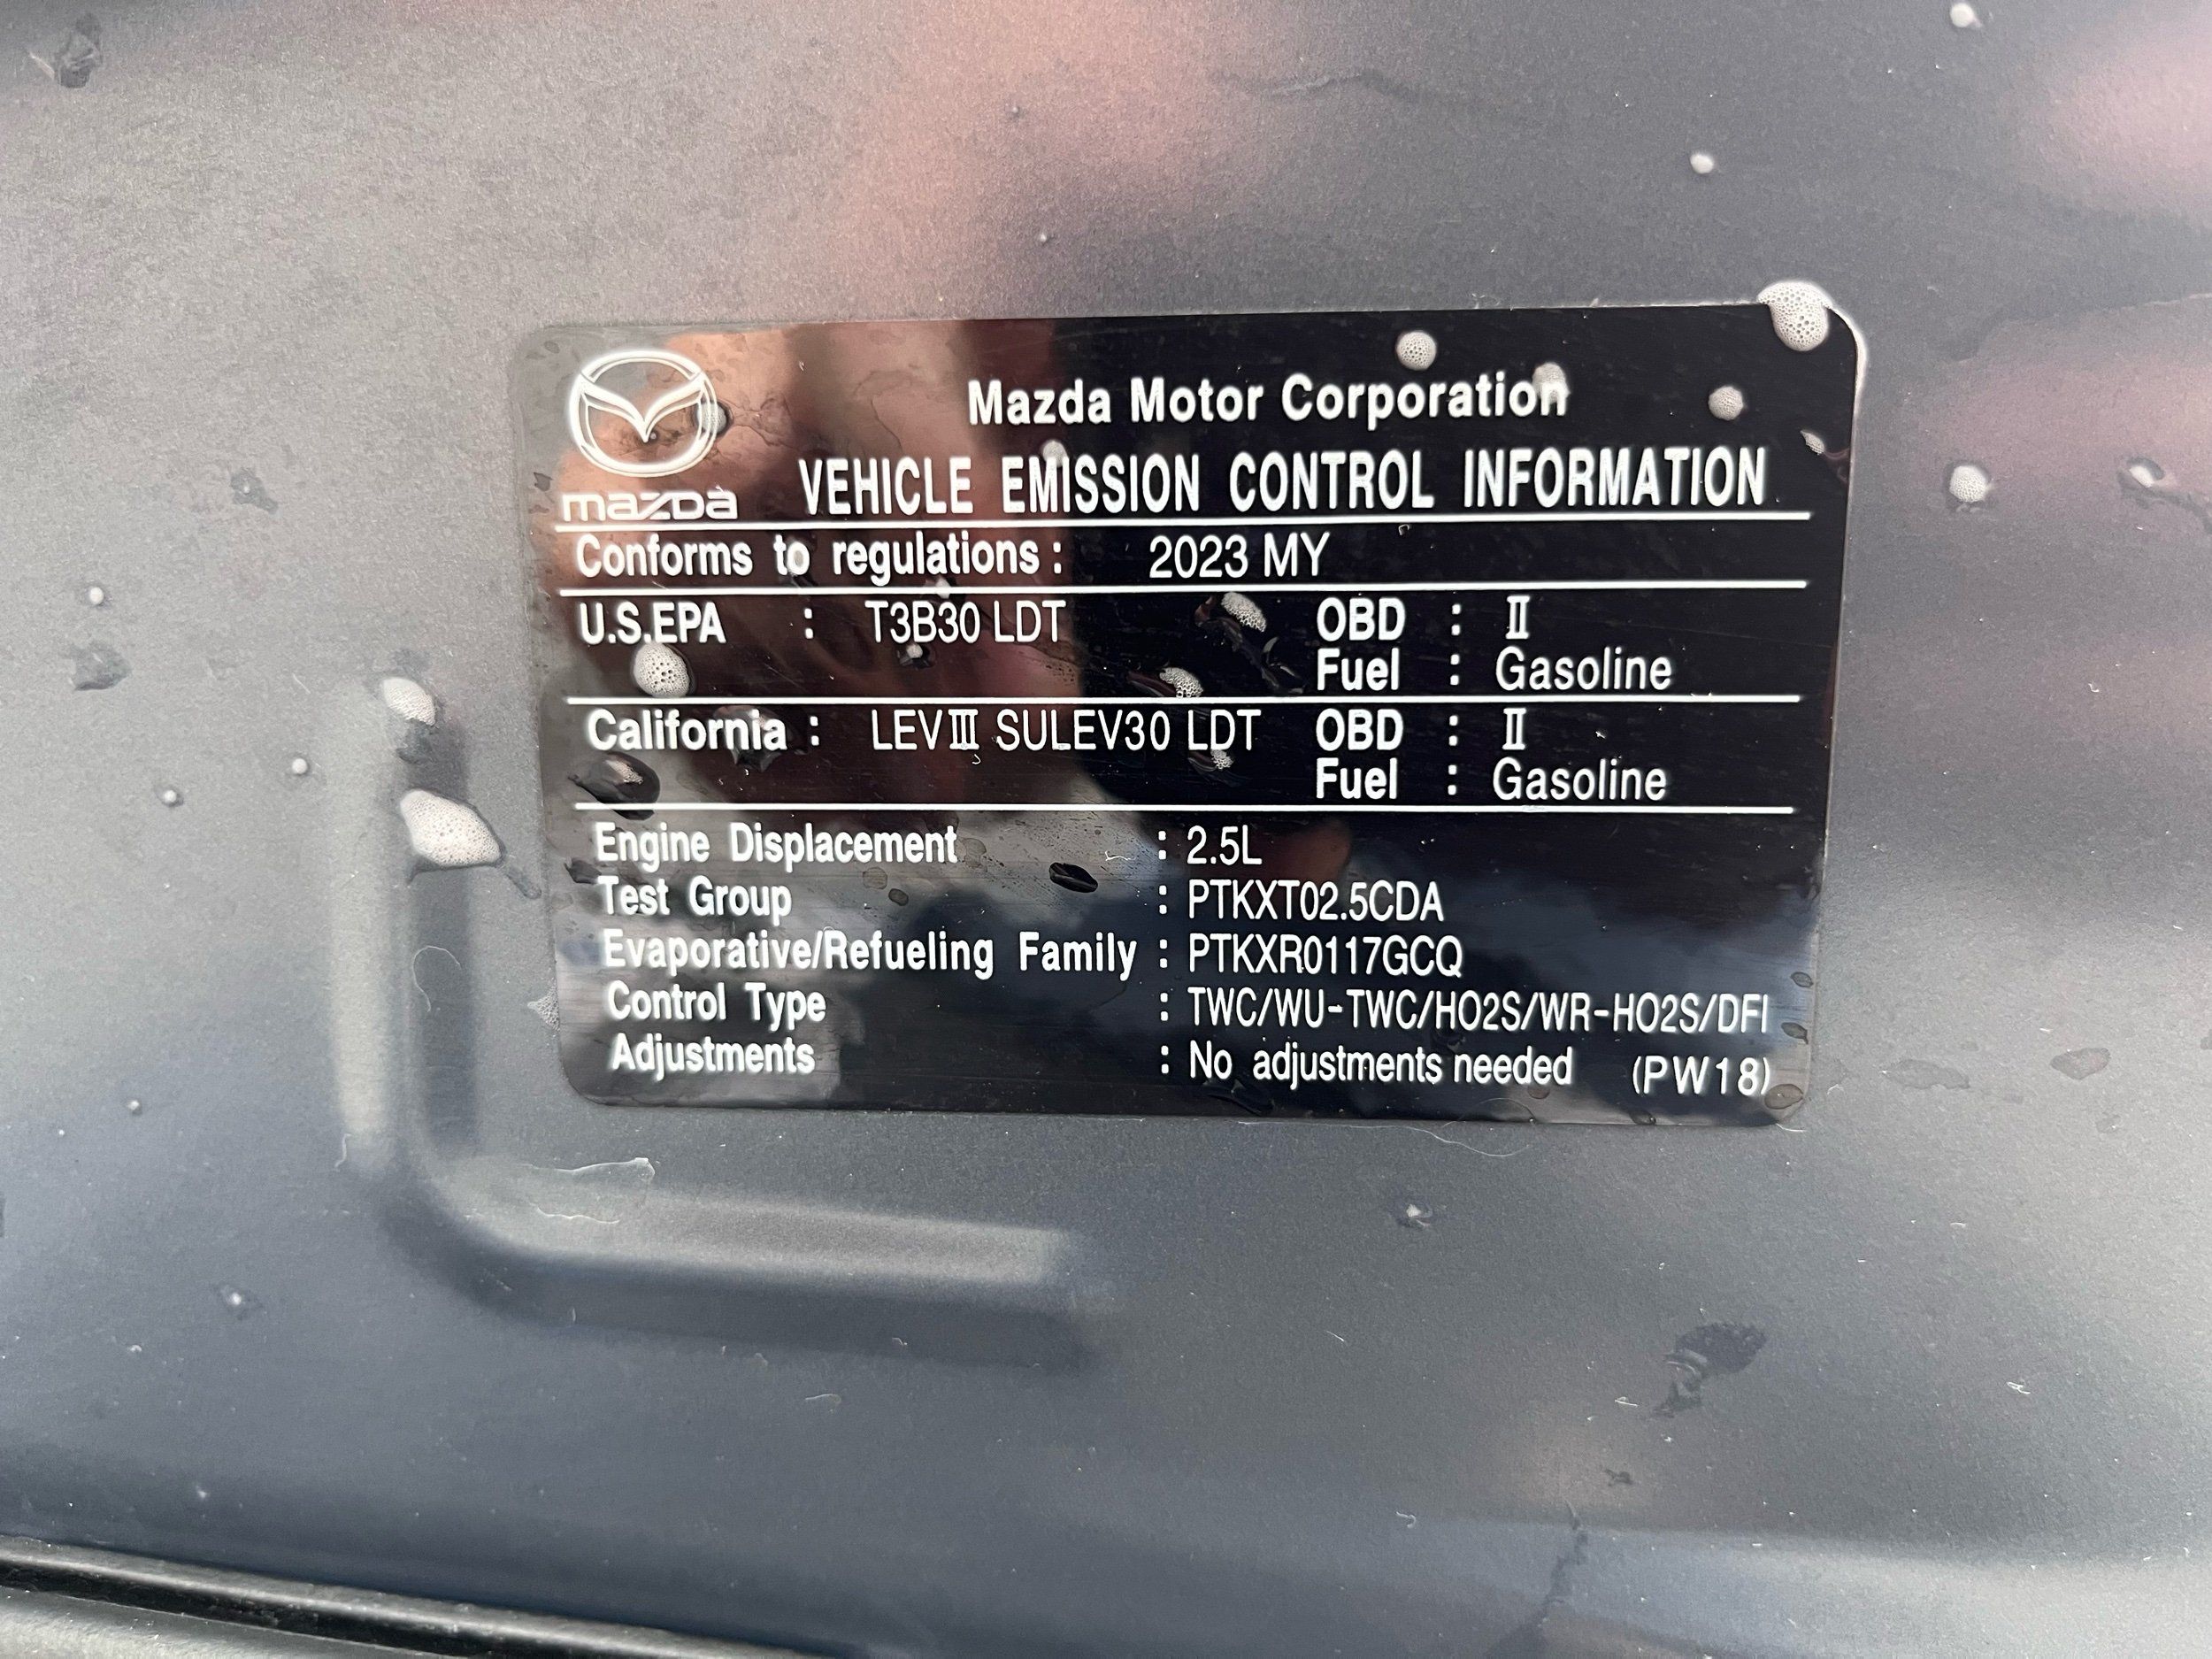 Mazda Motor Corporation
mazda VEHICLE EMISSION CONTROL INFORMATION
Conforms to regulations : 2023 MY
U.S.EPA : T3B30 LDT OBD : Ⅱ
Fuel : Gasoline
California : LEVⅢ SULEV30 LDT OBD : Ⅱ
Fuel : Gasoline
Engine Displacement : 2.5L
Test Group : PTKXT02.5CDA
Evaporative/Refueling Family : PTKXR0117GCQ
Control Type : TWC/WU-TWC/HO2S/WR-HO2S/DFI
Adjustments : No adjustments needed (PW18)